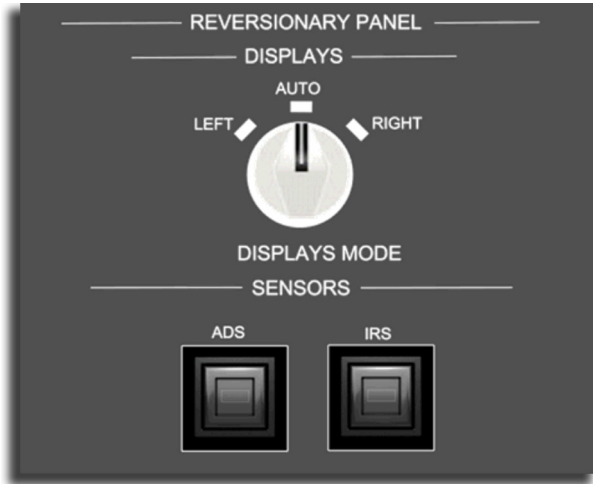 REVERSIONARY PANEL
DISPLAYS
AUTO
LEFT RIGHT
DISPLAYS MODE
SENSORS
ADS IRS